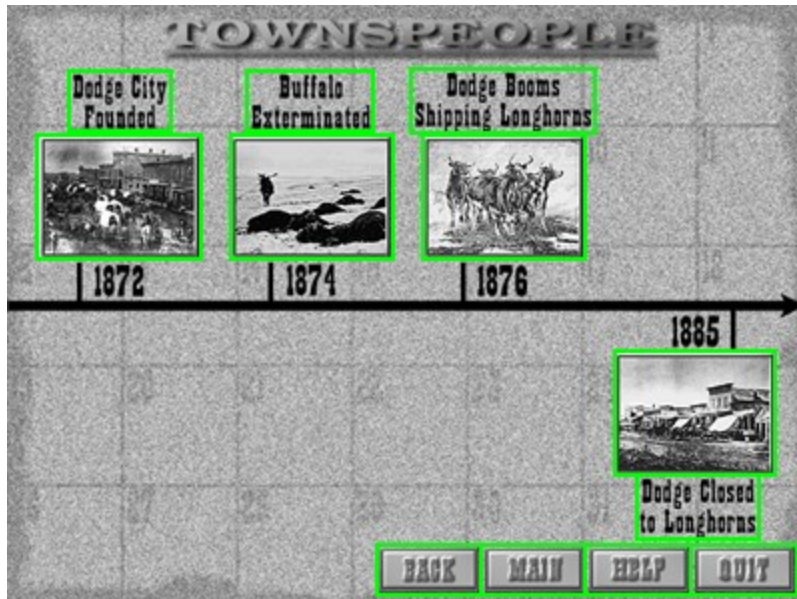 TOWNSPEOPLE
Dodge City
Founded
Buffalo
Exterminated
Dodge Booms
Shipping Longhorns
1872
1874
1876
1885
Dodge Closed
to Longhorns
BACK
MAIN
HELP
QUIT